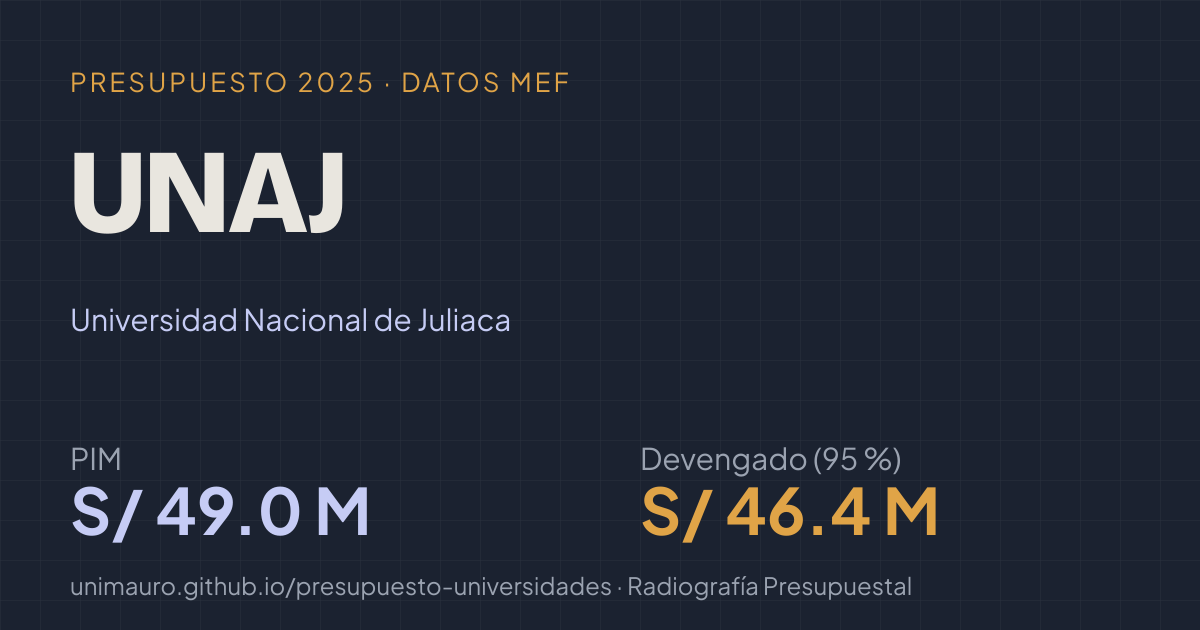 PRESUPUESTO 2025 · DATOS MEF
UNAJ
Universidad Nacional de Juliaca
PIM
S/ 49.0 M
Devengado (95 %)
S/ 46.4 M
unimauro.github.io/presupuesto-universidades · Radiografía Presupuestal